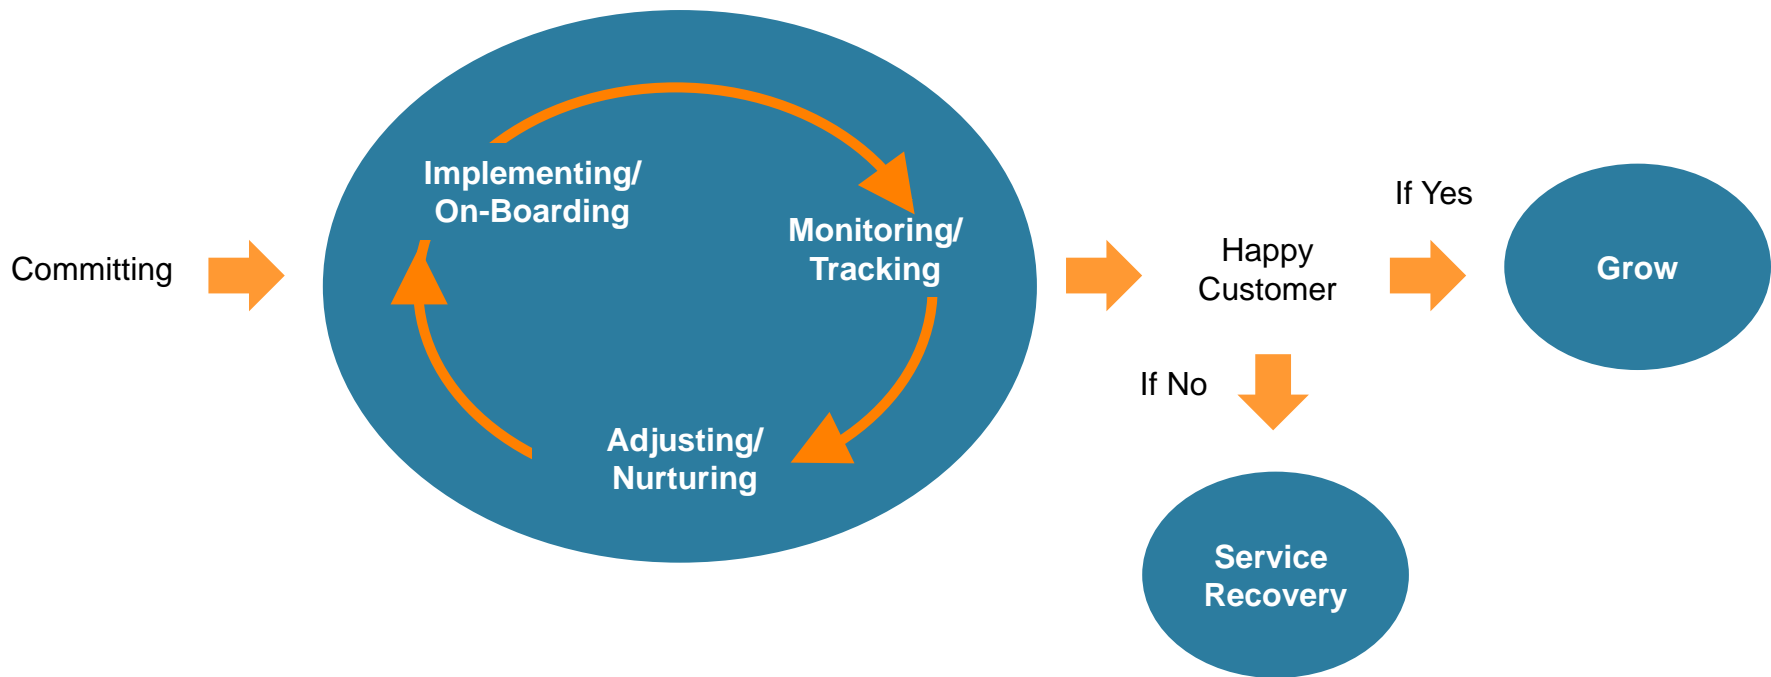 Committing
Implementing/
On-Boarding
Monitoring/
Tracking
Adjusting/
Nurturing
Happy
Customer
If Yes
Grow
If No
Service
Recovery